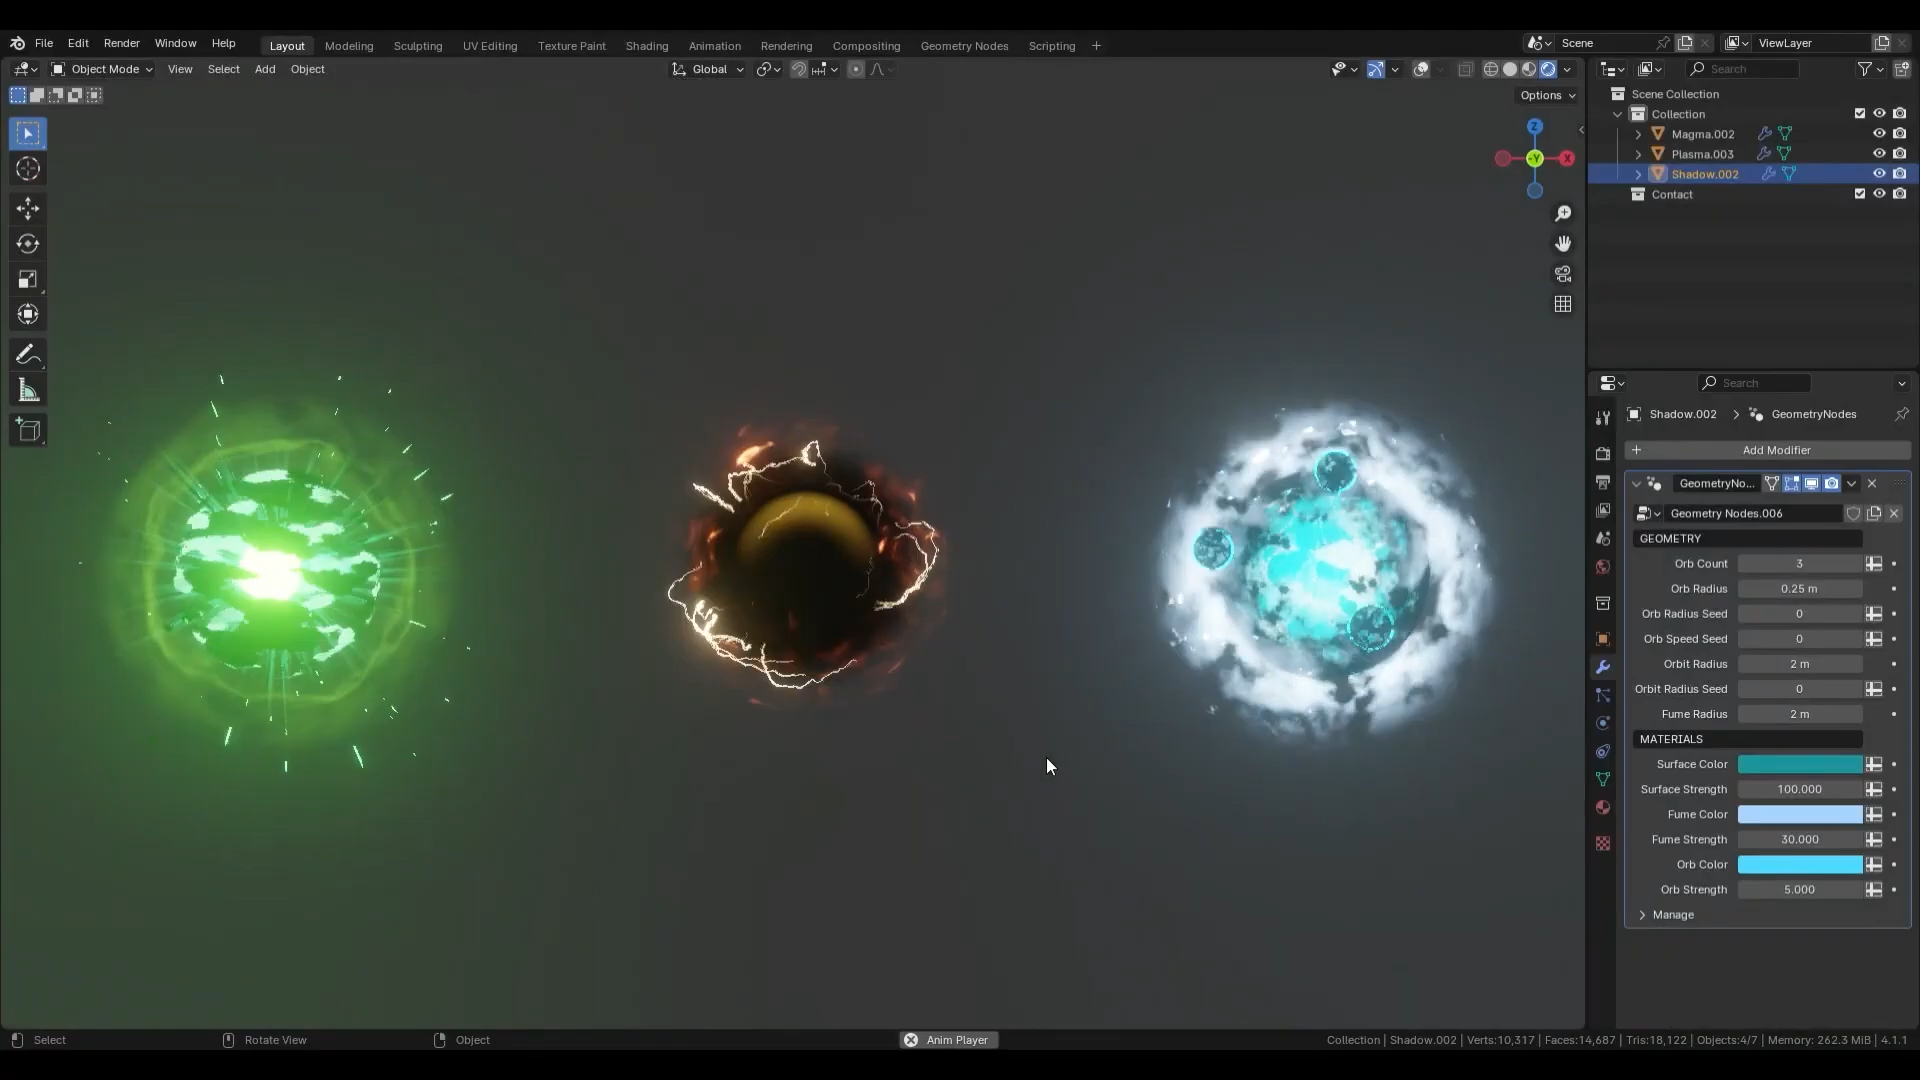 File Edit Render Window Help Layout Modeling Sculpting UV Editing Texture Paint Shading Animation Rendering Compositing Geometry Nodes Scripting + Scene ViewLayer
Object Mode View Select Add Object Global Search
Options
Z
-Y X
Scene Collection
Collection
Magma.002
Plasma.003
Shadow.002
Contact
Search
Shadow.002 > GeometryNodes
+ Add Modifier
GeometryNo...
Geometry Nodes.006
GEOMETRY
Orb Count 3
Orb Radius 0.25 m
Orb Radius Seed 0
Orb Speed Seed 0
Orbit Radius 2 m
Orbit Radius Seed 0
Fume Radius 2 m
MATERIALS
Surface Color
Surface Strength 100.000
Fume Color
Fume Strength 30.000
Orb Color
Orb Strength 5.000
Manage
Select Rotate View Object Anim Player Collection | Shadow.002 | Verts:10,317 | Faces:14,687 | Tris:18,122 | Objects:4/7 | Memory: 262.3 MiB | 4.1.1